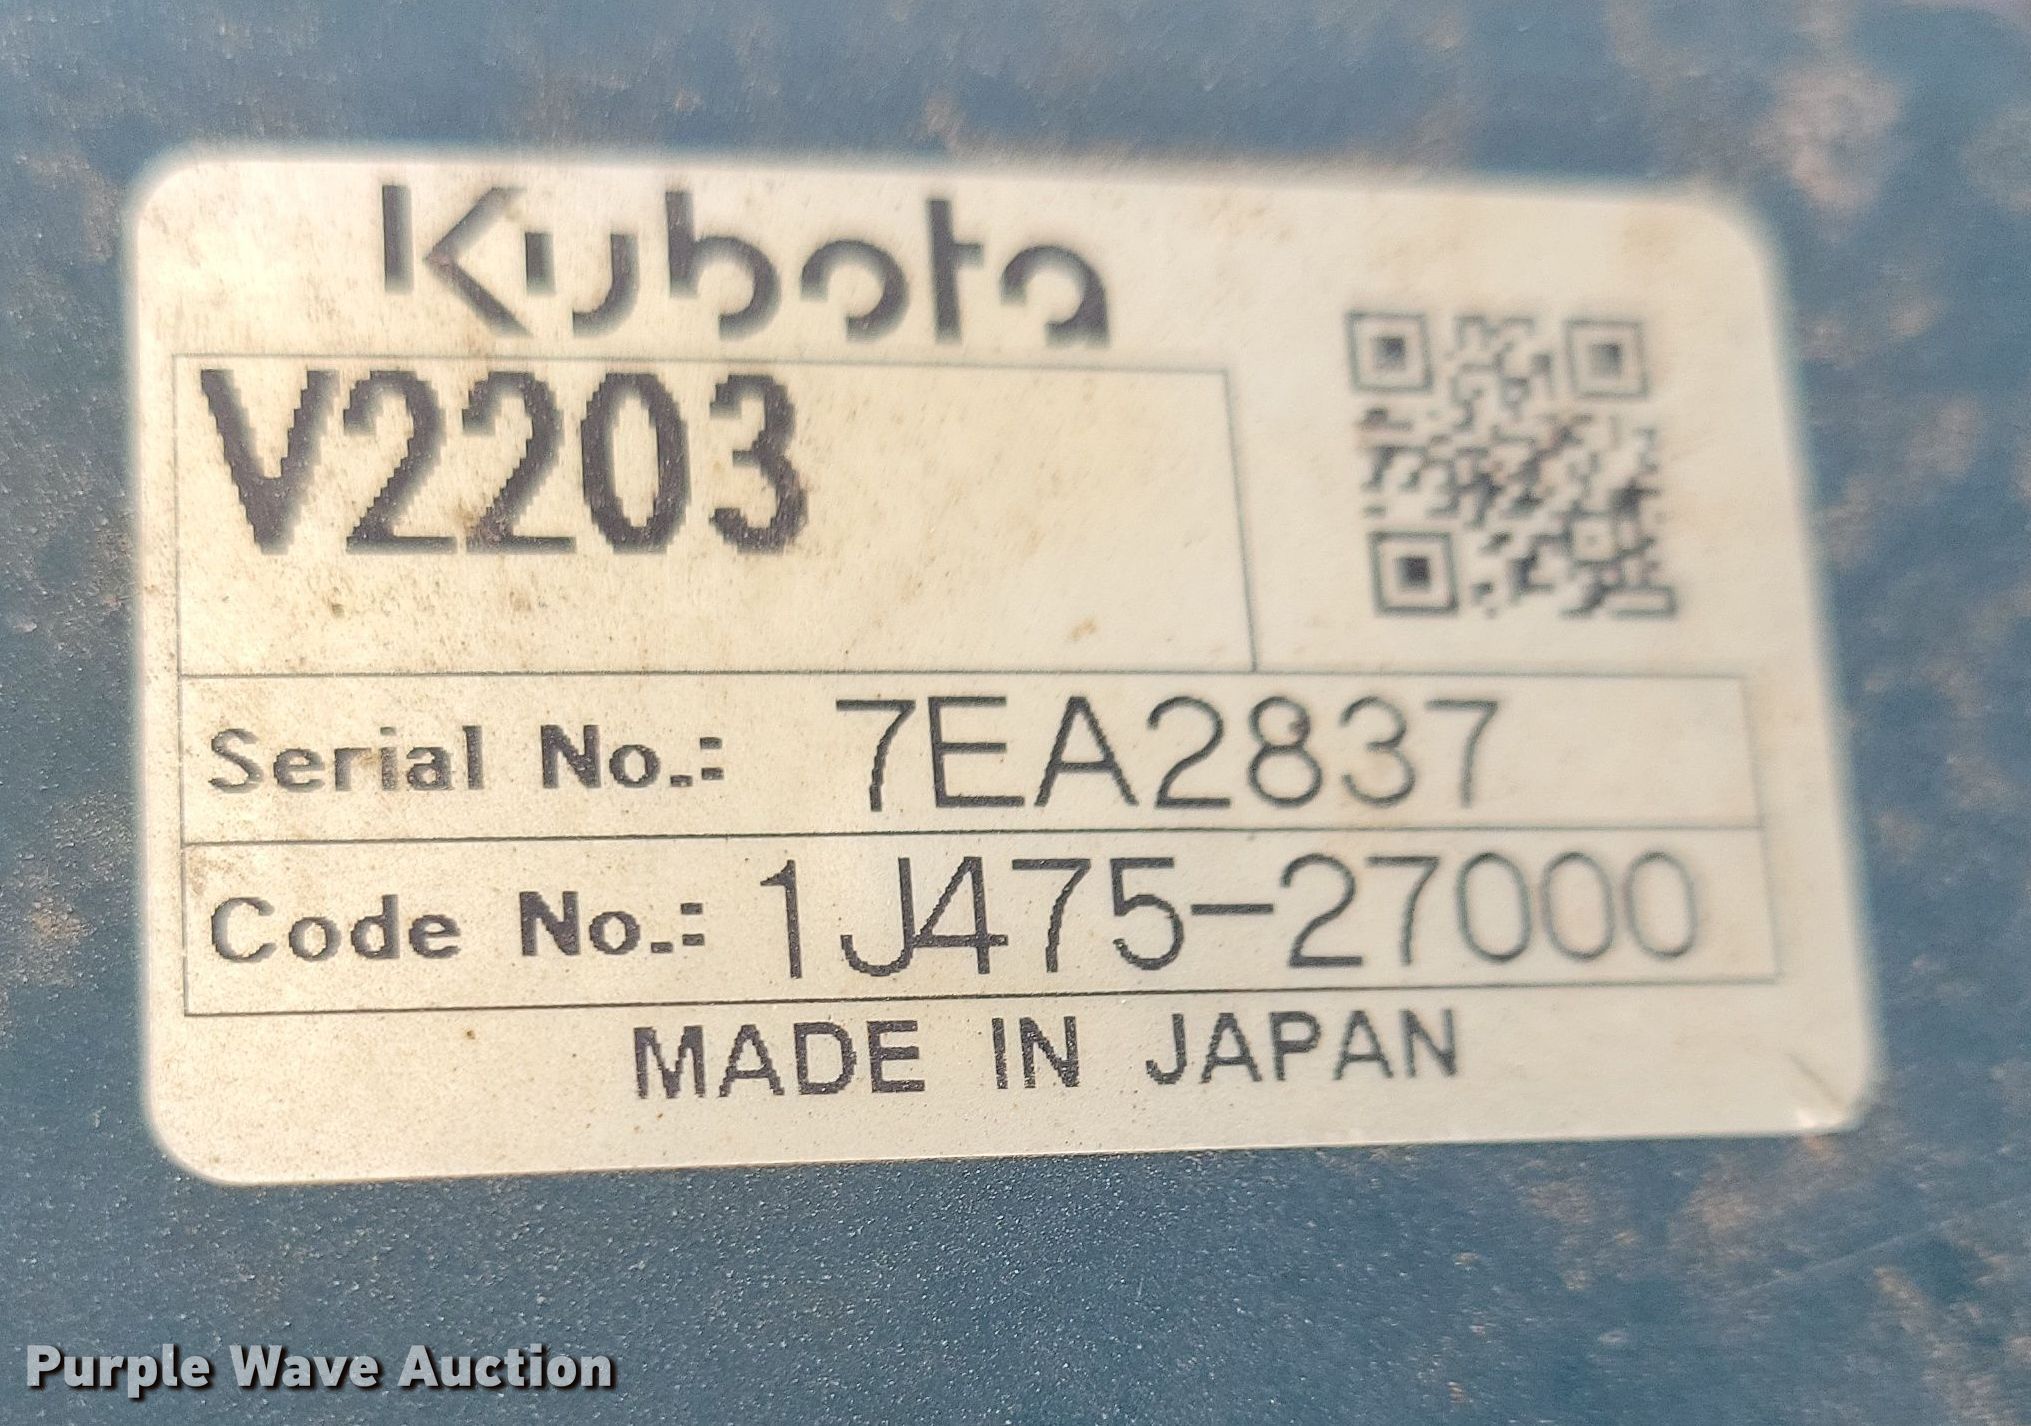 Kubota
V2203
Serial No.: 7EA2837
Code No.: 1J475-27000
MADE IN JAPAN
Purple Wave Auction